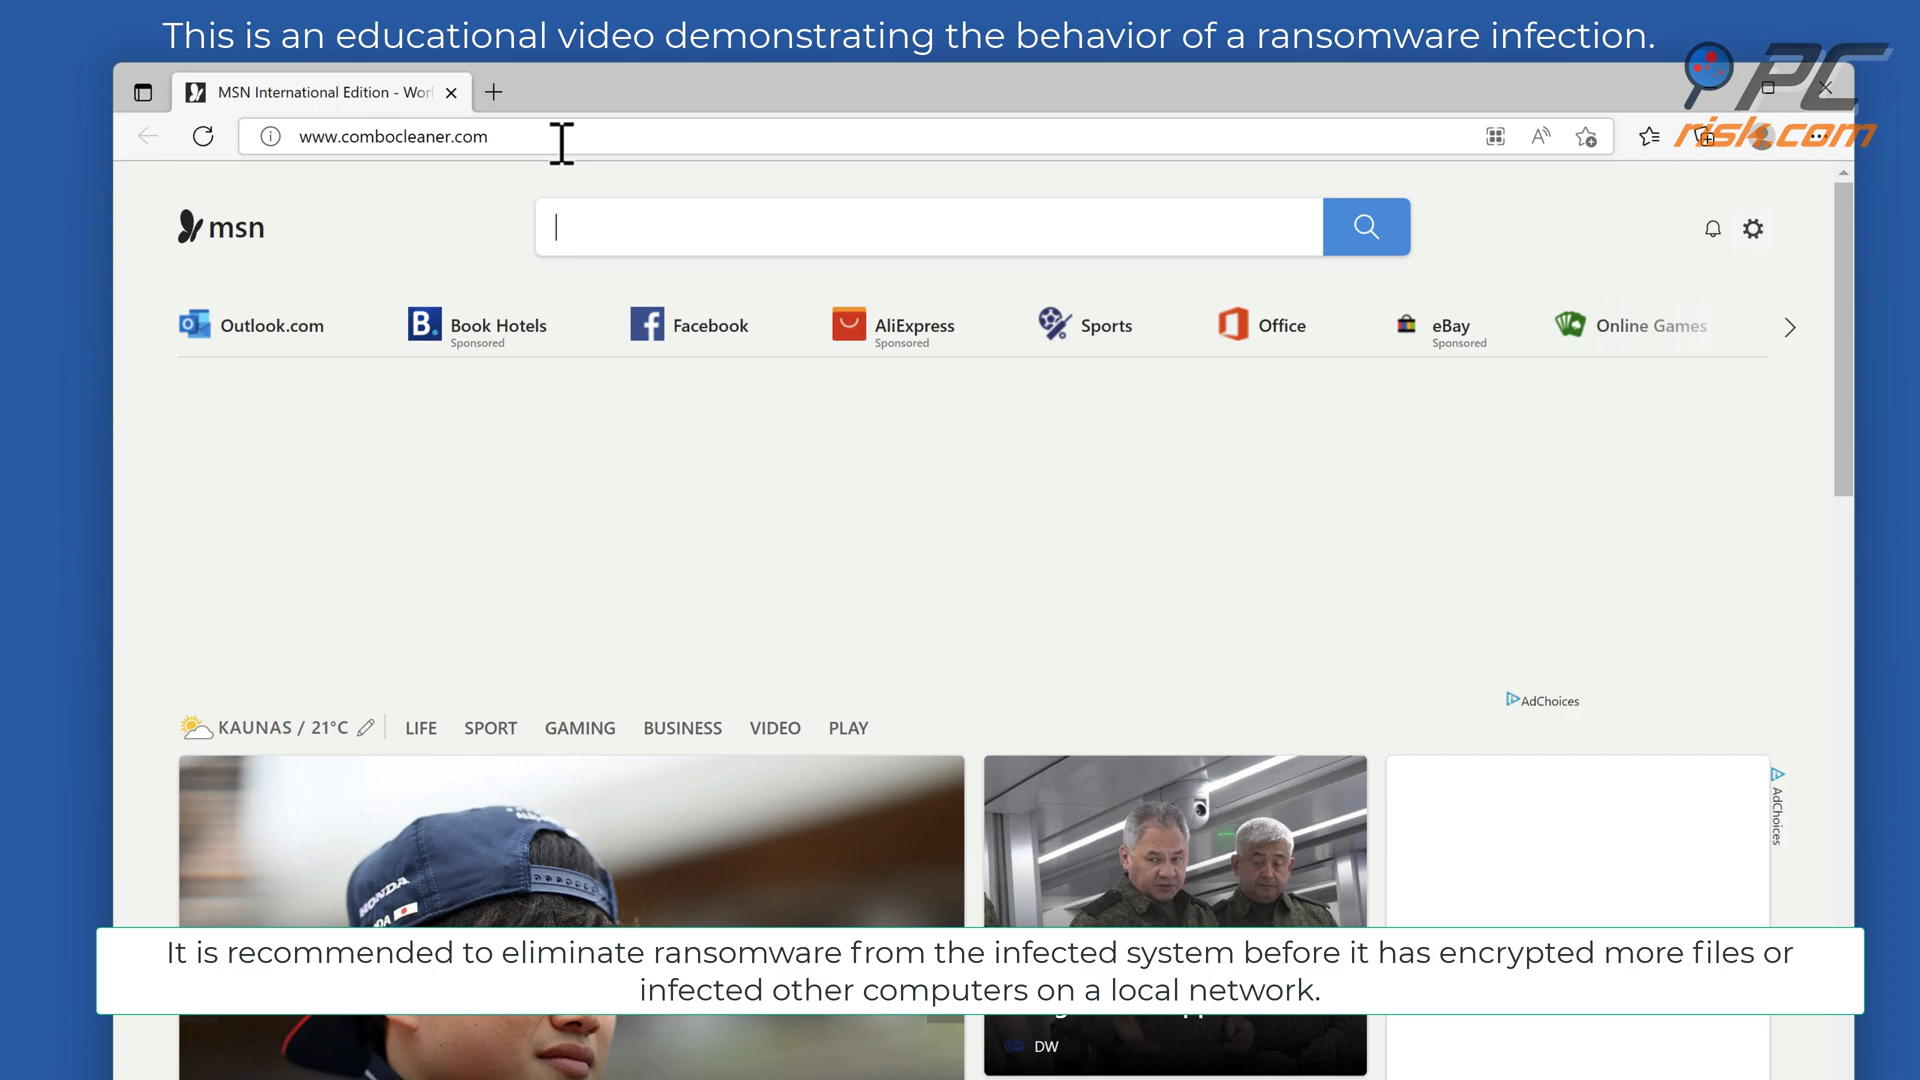 This is an educational video demonstrating the behavior of a ransomware infection.
PC
risk.com
MSN International Edition - Worl
www.combocleaner.com
msn
Outlook.com
Book Hotels
Sponsored
Facebook
AliExpress
Sponsored
Sports
Office
eBay
Sponsored
Online Games
AdChoices
KAUNAS / 21°C
LIFE SPORT GAMING BUSINESS VIDEO PLAY
AdChoices
HONDA
It is recommended to eliminate ransomware from the infected system before it has encrypted more files or
infected other computers on a local network.
DW